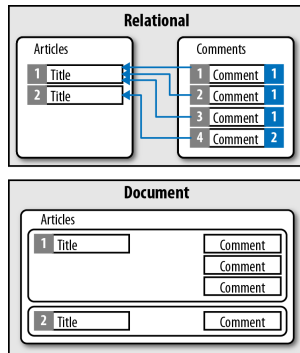 Relational
Articles Comments
1 Title 1 Comment 1
2 Title 2 Comment 1
3 Comment 1
4 Comment 2
Document
Articles
1 Title Comment
Comment
Comment
2 Title Comment